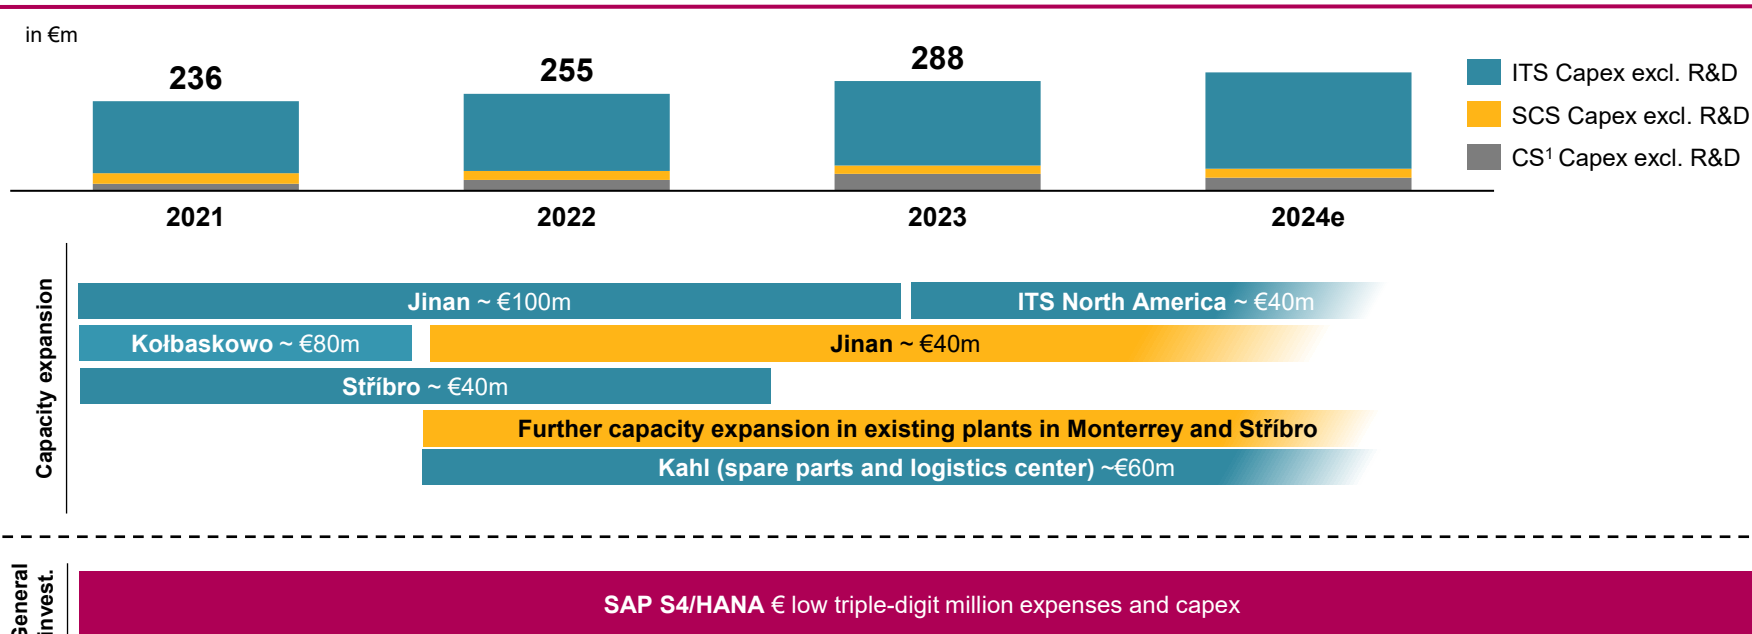 in €m
236
255
288
ITS Capex excl. R&D
SCS Capex excl. R&D
CS¹ Capex excl. R&D
2021
2022
2023
2024e
Capacity expansion
Jinan ~ €100m
ITS North America ~ €40m
Kołbaskowo ~ €80m
Jinan ~ €40m
Stříbro ~ €40m
Further capacity expansion in existing plants in Monterrey and Stříbro
Kahl (spare parts and logistics center) ~€60m
General
invest.
SAP S4/HANA € low triple-digit million expenses and capex